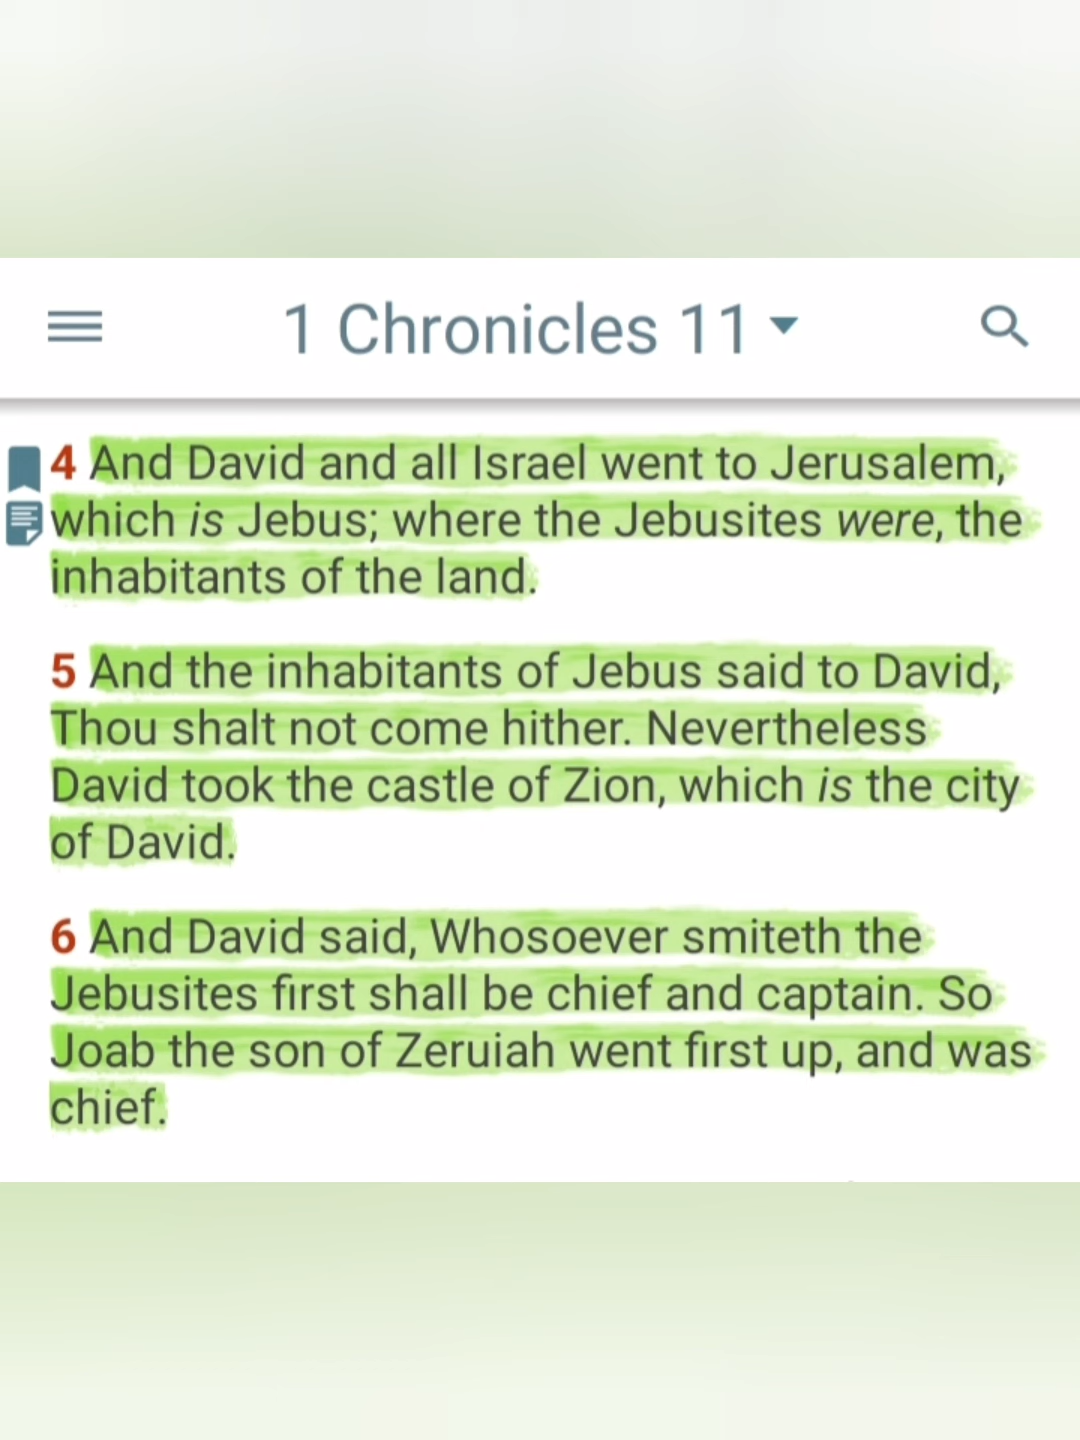 1 Chronicles 11
4 And David and all Israel went to Jerusalem,
which is Jebus; where the Jebusites were, the
inhabitants of the land.
5 And the inhabitants of Jebus said to David,
Thou shalt not come hither. Nevertheless
David took the castle of Zion, which is the city
of David.
6 And David said, Whosoever smiteth the
Jebusites first shall be chief and captain. So
Joab the son of Zeruiah went first up, and was
chief.